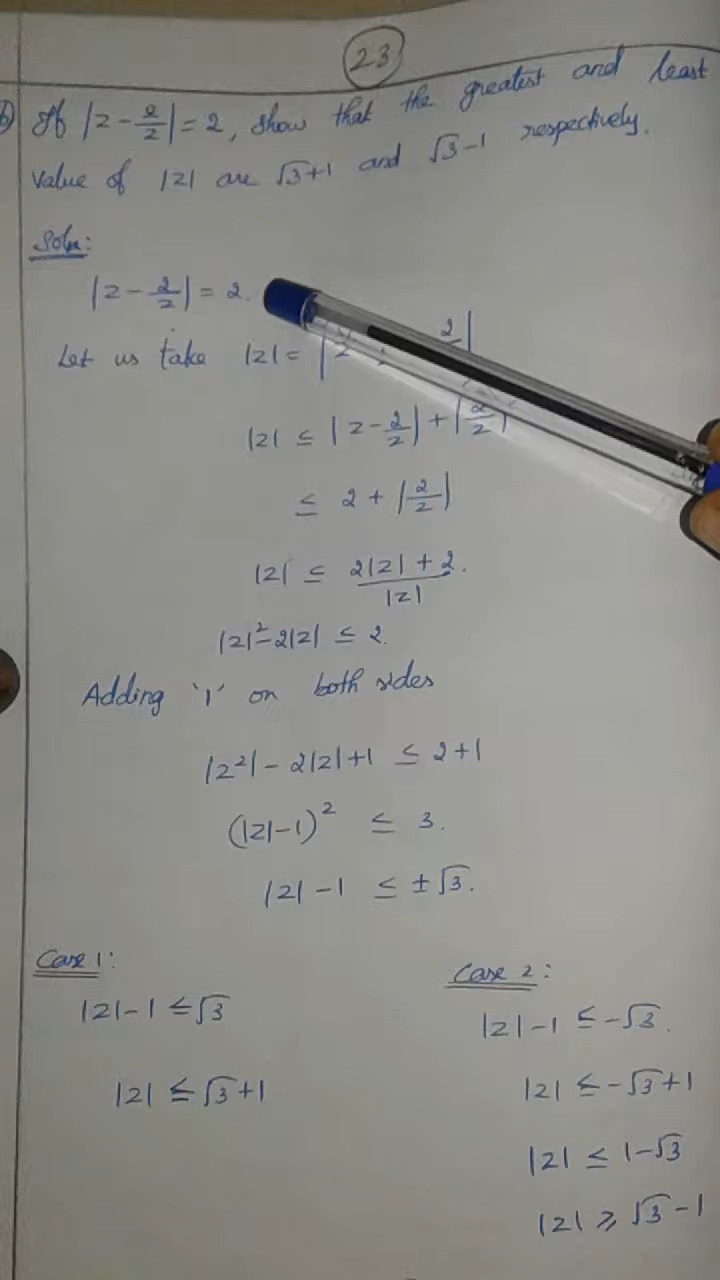 23
If |z - 2/z| = 2, show that the greatest and least
value of |z| are √3+1 and √3-1 respectively.
Soln:
|z - 2/z| = 2.
Let us take |z| = | 2|
|z| ≤ |z - 2/z| + |2/z|
≤ 2 + |2/z|
|z| ≤ 2|z| + 2. / |z|
|z|² - 2|z| ≤ 2.
Adding '1' on both sides
|z²| - 2|z| + 1 ≤ 2+1
(|z| - 1)² ≤ 3.
|z| - 1 ≤ ±√3.
Case 1:
|z| - 1 ≤ √3
|z| ≤ √3+1
Case 2:
|z| - 1 ≤ -√3.
|z| ≤ -√3+1
|z| ≤ 1-√3
|z| ≥ √3-1